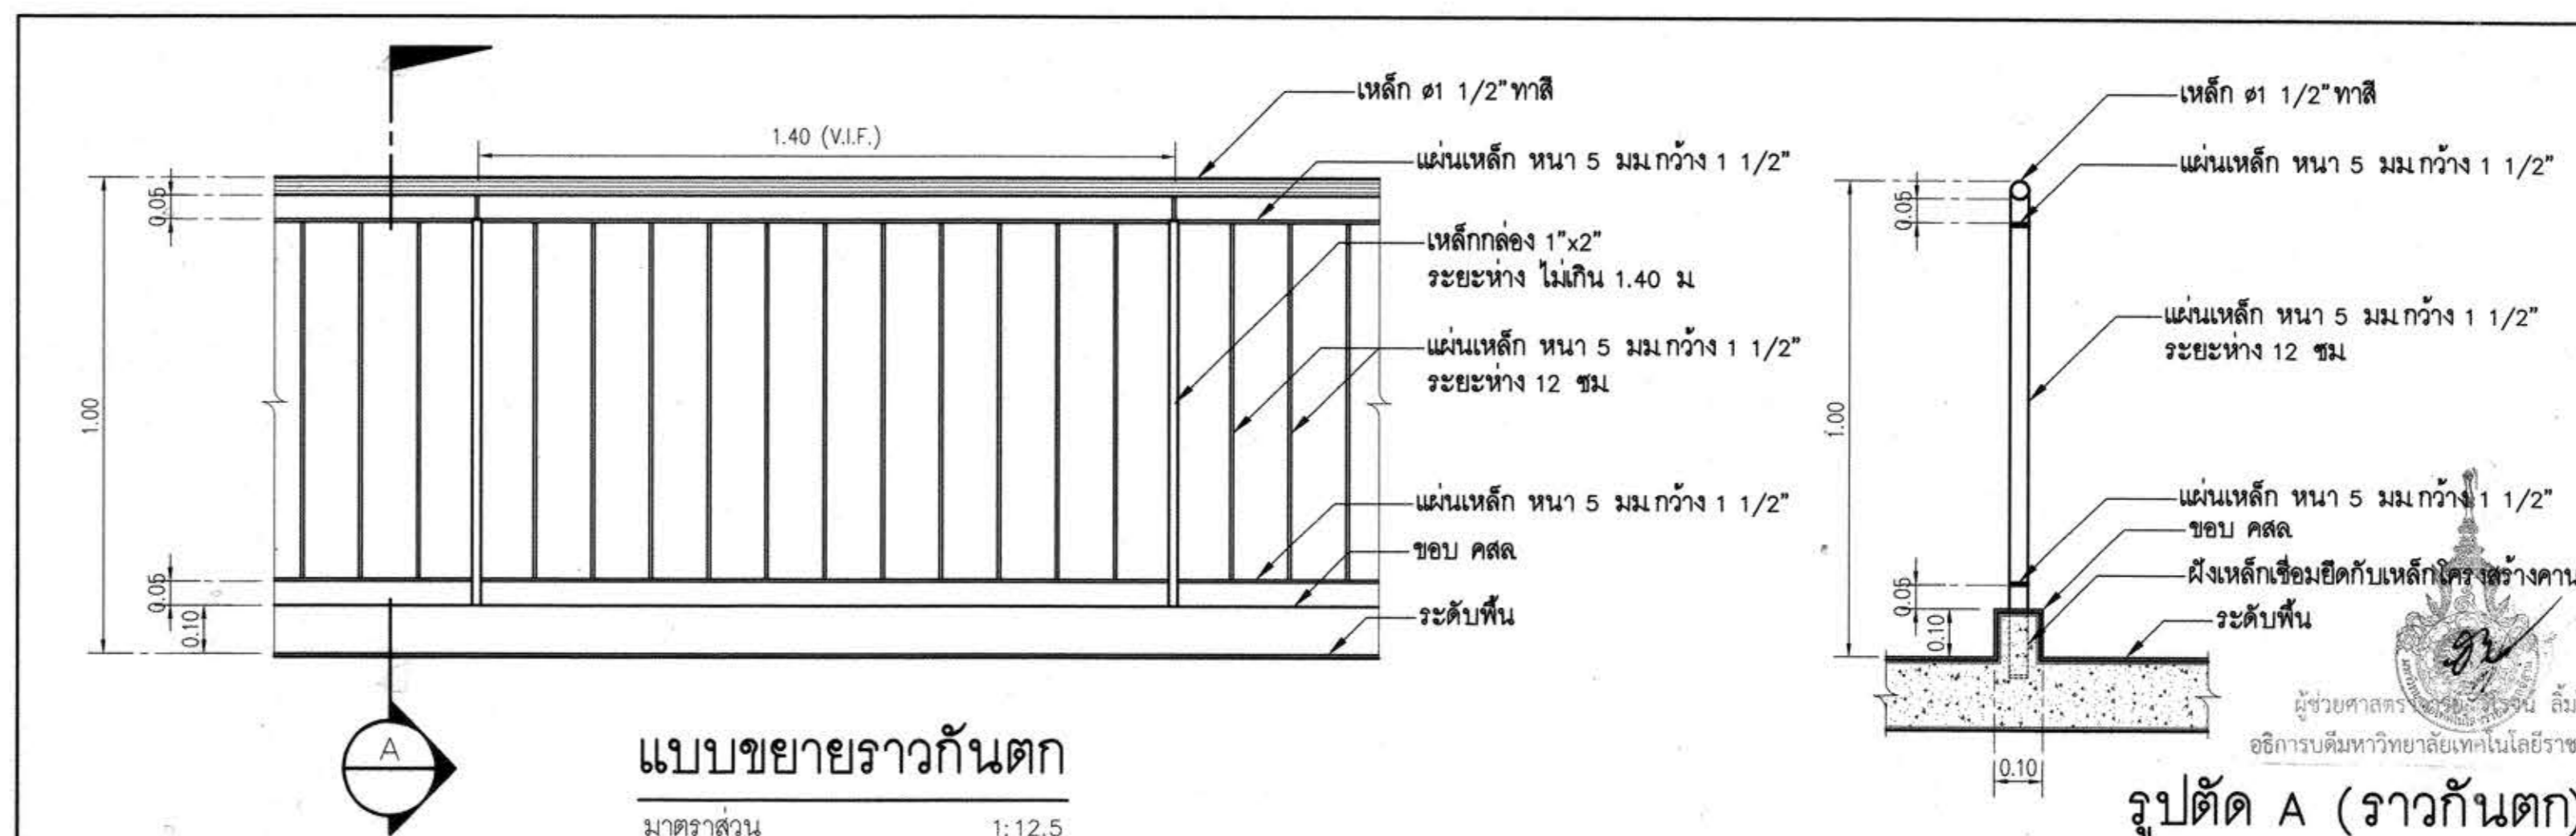 เหล็ก ø1 1/2"ทาสี
1.40 (V.I.F.)
แผ่นเหล็ก หนา 5 มม.กว้าง 1 1/2"
0.05
เหล็กกล่อง 1"x2"
ระยะห่าง ไม่เกิน 1.40 ม.
แผ่นเหล็ก หนา 5 มม.กว้าง 1 1/2"
ระยะห่าง 12 ซม.
1.00
แผ่นเหล็ก หนา 5 มม.กว้าง 1 1/2"
ขอบ คสล.
0.05
0.10
ระดับพื้น
A
แบบขยายราวกันตก
มาตราส่วน 1:12.5
เหล็ก ø1 1/2"ทาสี
แผ่นเหล็ก หนา 5 มม.กว้าง 1 1/2"
0.05
แผ่นเหล็ก หนา 5 มม.กว้าง 1 1/2"
ระยะห่าง 12 ซม.
1.00
แผ่นเหล็ก หนา 5 มม.กว้าง 1 1/2"
ขอบ คสล.
ฝังเหล็กเชื่อมยึดกับเหล็กโครงสร้างคาน
0.05
0.10
ระดับพื้น
ผู้ช่วยศาสตราจารย์
อธิการบดีมหาวิทยาลัยเทคโนโลยีราช
0.10
รูปตัด A (ราวกันตก)